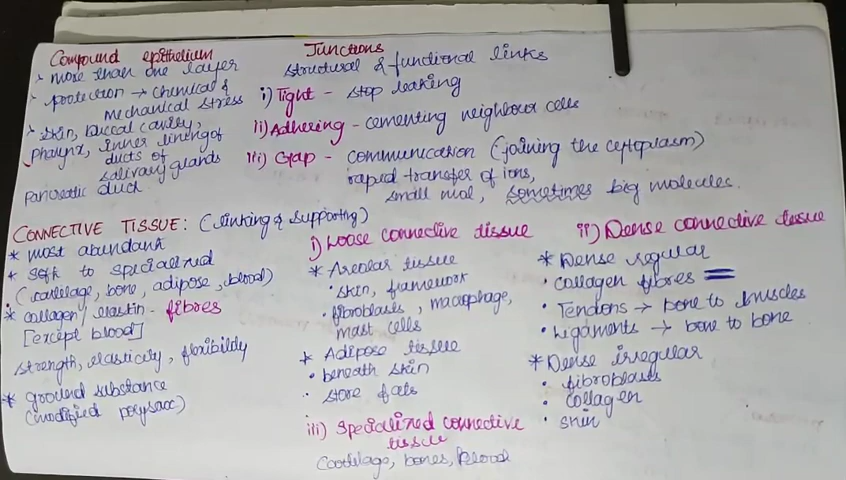 Compound epithelium
> more than one layer
> protection → chemical &
mechanical stress
> skin, buccal cavity,
Phalynx, inner lining of
ducts of
salivary glands
Pancreatic duct
Junctions
structural & functional links
i) Tight - stop leaking
ii) Adhering - cementing neighbour cells
iii) Gap - communication (joining the cytoplasm)
rapid transfer of ions,
small mol, sometimes big molecules.
CONNECTIVE TISSUE: (linking & supporting)
* most abundant
* soft to specialized
(cartilage, bone, adipose, blood)
* collagen, elastin - fibres
[except blood]
strength, elasticity, flexibility
* ground substance
(modified polysacc)
i) Loose connective tissue
* Areolar tissue
• skin, framework
• fibroblasts, macrophage,
mast cells
* Adipose tissue
• beneath skin
• store fats
iii) Specialized connective
tissue
Cartilage, bones, blood
ii) Dense connective tissue
* Dense regular
• collagen fibres =
• Tendons → bone to muscles
• Ligaments → bone to bone
* Dense irregular
• fibroblasts
• collagen
• skin